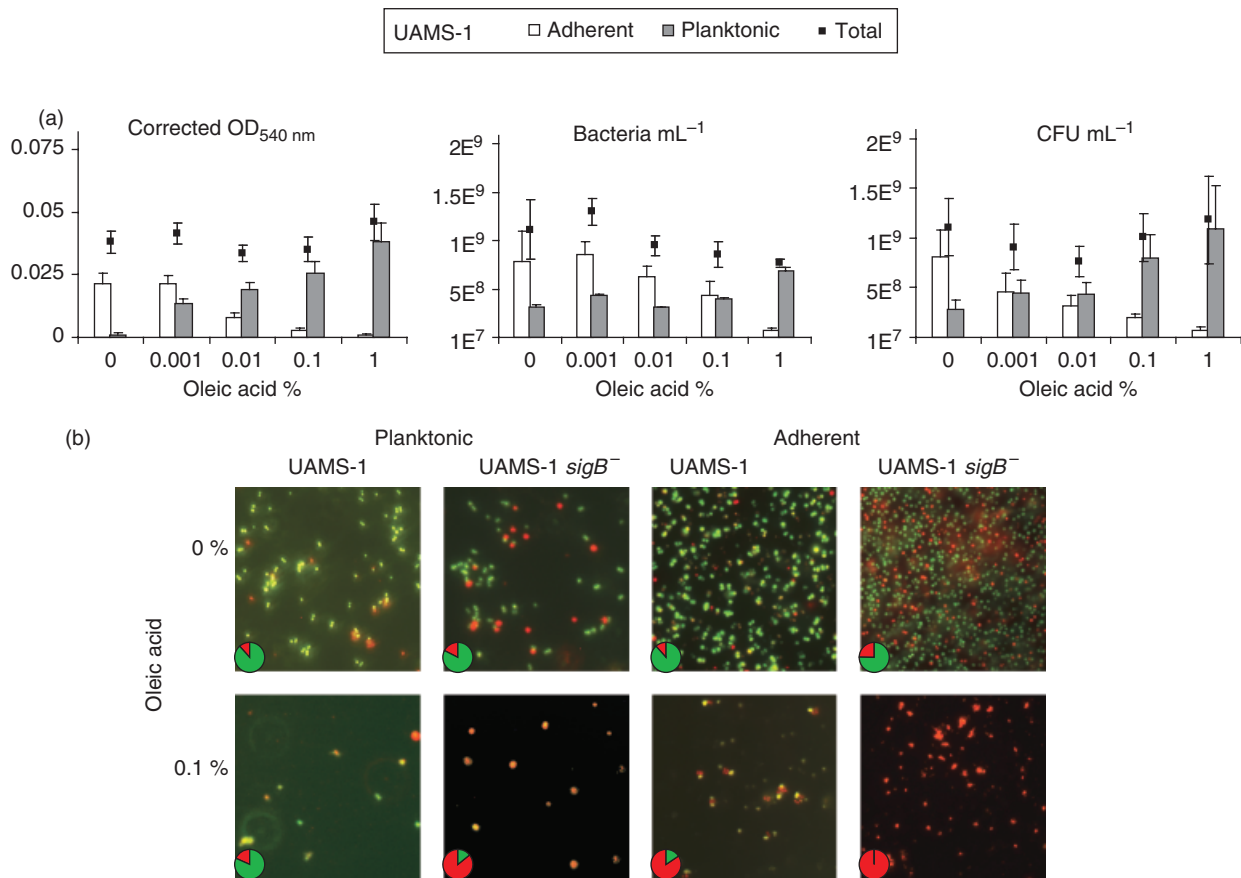 UAMS-1 Adherent Planktonic Total
(a)
Corrected OD540 nm
0.075
0.05
0.025
0
0 0.001 0.01 0.1 1
Oleic acid %
Bacteria mL–1
2E9
1.5E9
1E9
5E8
1E7
0 0.001 0.01 0.1 1
Oleic acid %
CFU mL–1
2E9
1.5E9
1E9
5E8
1E7
0 0.001 0.01 0.1 1
Oleic acid %
(b)
Planktonic Adherent
UAMS-1 UAMS-1 sigB– UAMS-1 UAMS-1 sigB–
Oleic acid
0 %
0.1 %